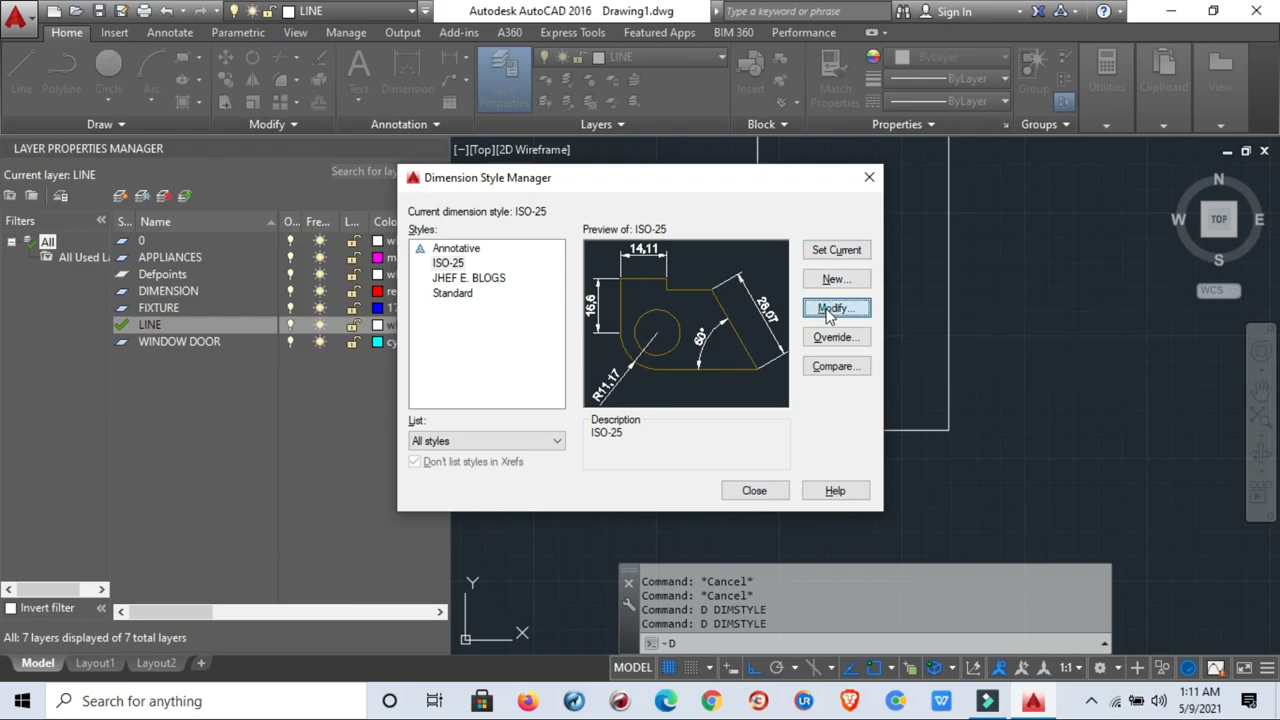 LINE
Autodesk AutoCAD 2016 Drawing1.dwg
Type a keyword or phrase
Sign In
Home Insert Annotate Parametric View Manage Output Add-ins A360 Express Tools Featured Apps BIM 360 Performance
Line Polyline Circle Arc
Text Dimension
Layer Properties
LINE
Insert
Match Properties
ByLayer
ByLayer
ByLayer
Group
Utilities
Clipboard
View
Draw Modify Annotation Layers Block Properties Groups
LAYER PROPERTIES MANAGER
Current layer: LINE
Search for lay
Filters
S.. Name O.. Fre... L... Colo
All
All Used L
0
APPLIANCES
Defpoints
DIMENSION
FIXTURE
LINE
WINDOW DOOR
w
m
w
re
17
w
cy
Invert filter
All: 7 layers displayed of 7 total layers
[−][Top][2D Wireframe]
N
W TOP E
S
WCS
Dimension Style Manager
Current dimension style: ISO-25
Styles:
Annotative
ISO-25
JHEF E. BLOGS
Standard
Preview of: ISO-25
14,11
16,6
28,07
60°
R11,17
Set Current
New...
Modify...
Override...
Compare...
List:
All styles
Don't list styles in Xrefs
Description
ISO-25
Close
Help
Y
X
Command: *Cancel*
Command: *Cancel*
Command: D DIMSTYLE
Command: D DIMSTYLE
D
Model Layout1 Layout2 +
MODEL
1:1
Search for anything
1:11 AM
5/9/2021